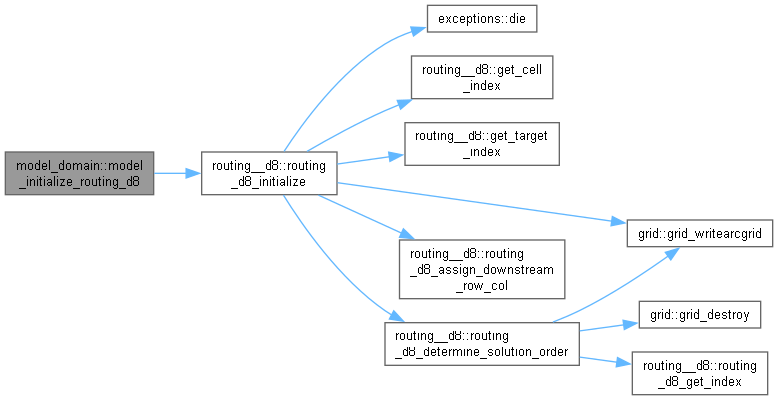 exceptions::die
routing__d8::get_cell
_index
routing__d8::get_target
_index
model_domain::model
_initialize_routing_d8
routing__d8::routing
_d8_initialize
grid::grid_writearcgrid
routing__d8::routing
_d8_assign_downstream
_row_col
grid::grid_destroy
routing__d8::routing
_d8_determine_solution_order
routing__d8::routing
_d8_get_index